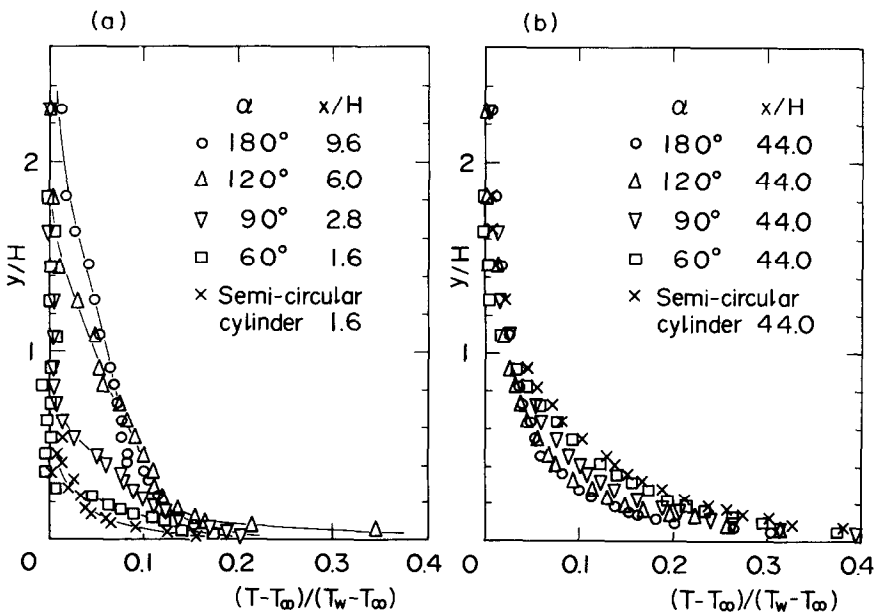 (a)
α x/H
○ 180° 9.6
△ 120° 6.0
▽ 90° 2.8
□ 60° 1.6
× Semi-circular
cylinder 1.6
y/H
2
1
0 0.1 0.2 0.3 0.4
(T-T∞)/(Tw-T∞)
(b)
α x/H
○ 180° 44.0
△ 120° 44.0
▽ 90° 44.0
□ 60° 44.0
× Semi-circular
cylinder 44.0
y/H
2
1
0 0.1 0.2 0.3 0.4
(T-T∞)/(Tw-T∞)